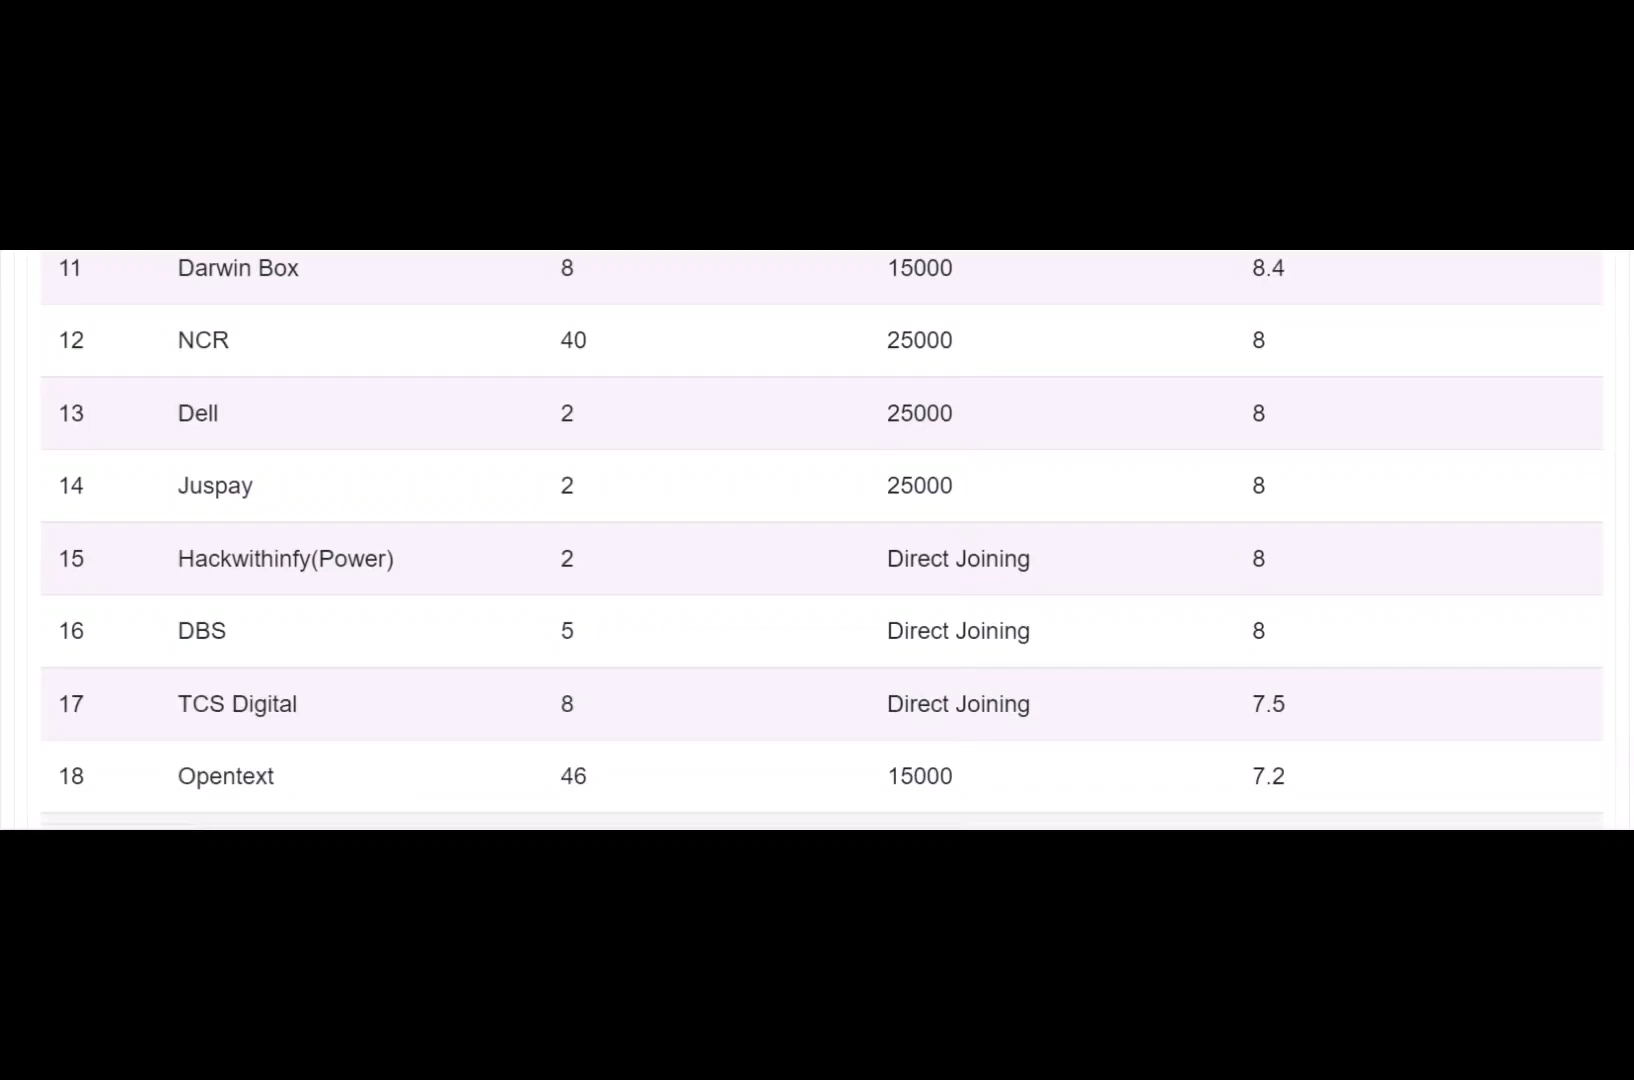 11 Darwin Box 8 15000 8.4
12 NCR 40 25000 8
13 Dell 2 25000 8
14 Juspay 2 25000 8
15 Hackwithinfy(Power) 2 Direct Joining 8
16 DBS 5 Direct Joining 8
17 TCS Digital 8 Direct Joining 7.5
18 Opentext 46 15000 7.2